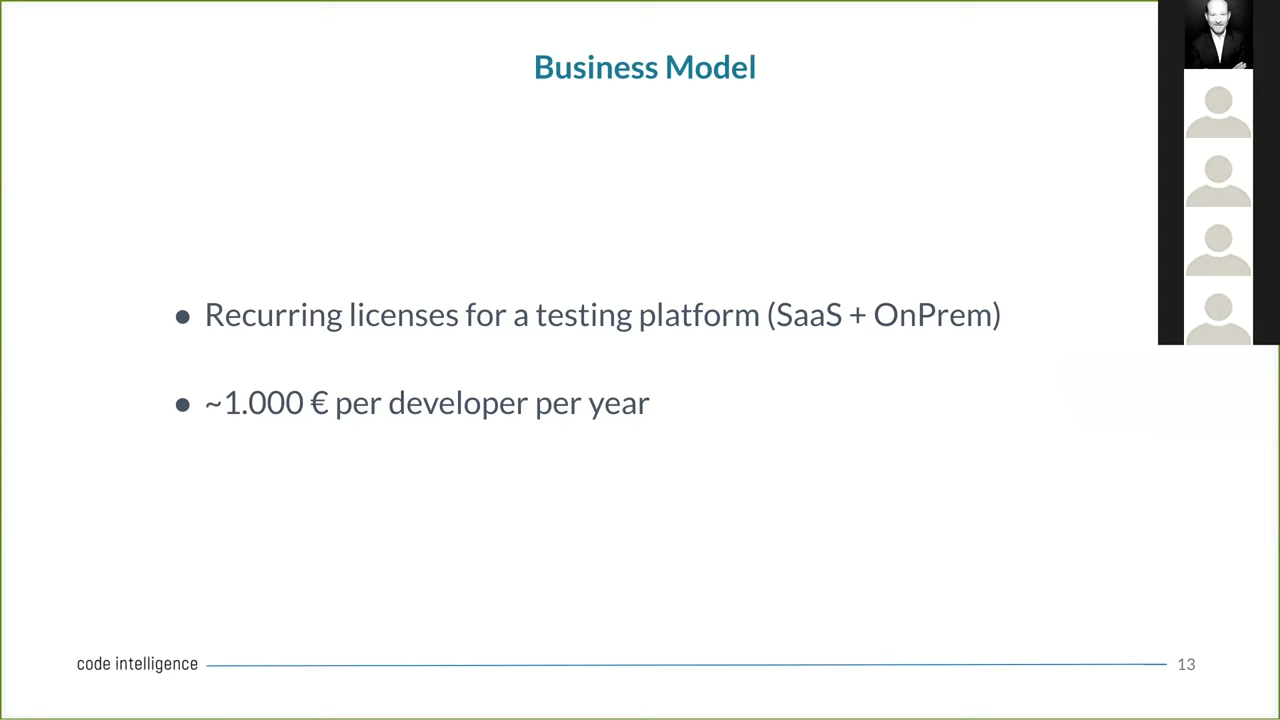 Business Model
● Recurring licenses for a testing platform (SaaS + OnPrem)
● ~1.000 € per developer per year
code intelligence
13